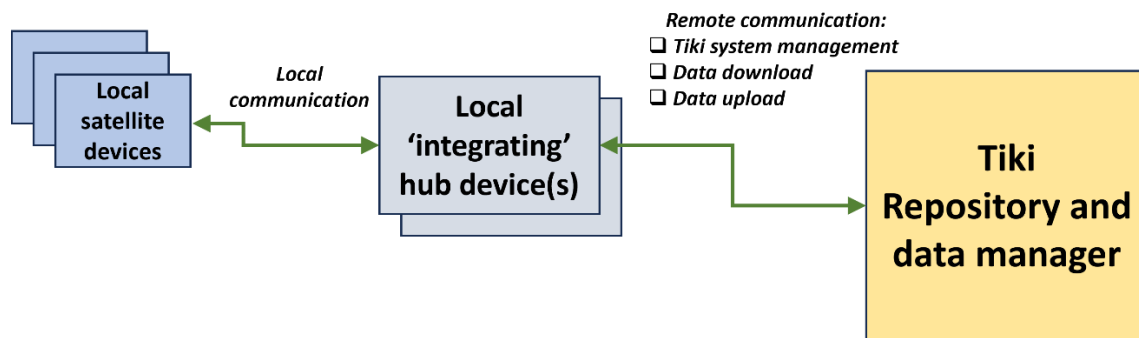 Local
satellite
devices
Local
communication
Local
‘integrating’
hub device(s)
Remote communication:
❑ Tiki system management
❑ Data download
❑ Data upload
Tiki
Repository and
data manager